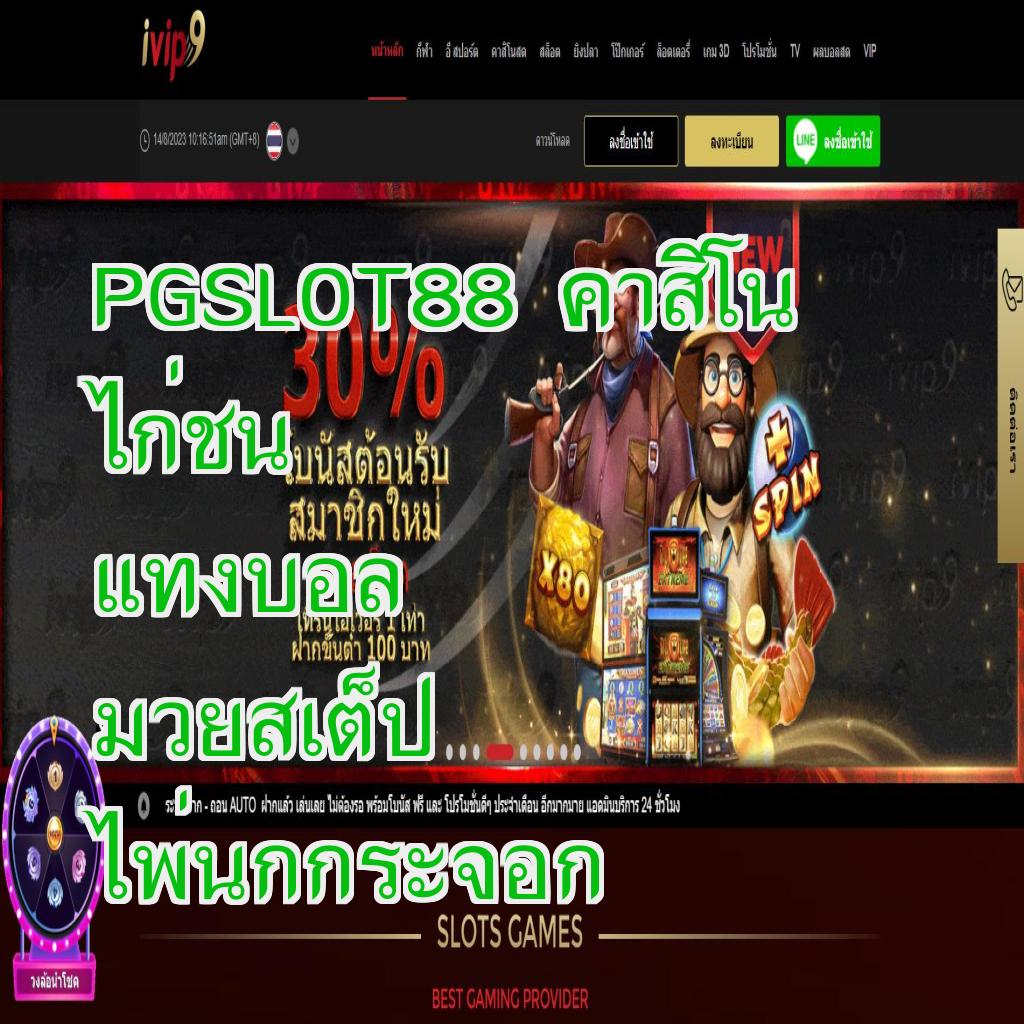 ivip9
หน้าหลัก กีฬา อี สปอร์ต คาสิโนสด สล็อต ยิงปลา โป๊กเกอร์ ล็อตเตอรี่ เกม 3D โปรโมชั่น TV ผลบอลสด VIP
14/8/2023 10:16:51am (GMT+8)
ดาวน์โหลด ลงชื่อเข้าใช้ ลงทะเบียน LINE ลงชื่อเข้าใช้
NEW
PGSLOT88 คาสิโน
30%
ไก่ชน
โบนัสต้อนรับ
สมาชิกใหม่
+ SPIN
ติดต่อเรา
X80
EXTREME
แทงบอล
ฝากขั้นต่ำ 100 บาท
มวยสเต็ป
ฝาก - ถอน AUTO ฝากแล้ว เล่นเลย ไม่ต้องรอ พร้อมโบนัส ฟรี และ โปรโมชั่นดีๆ ประจำเดือน อีกมากมาย แอดมินบริการ 24 ชั่วโมง
ไพ่นกกระจอก
SLOTS GAMES
วงล้อนำโชค
BEST GAMING PROVIDER